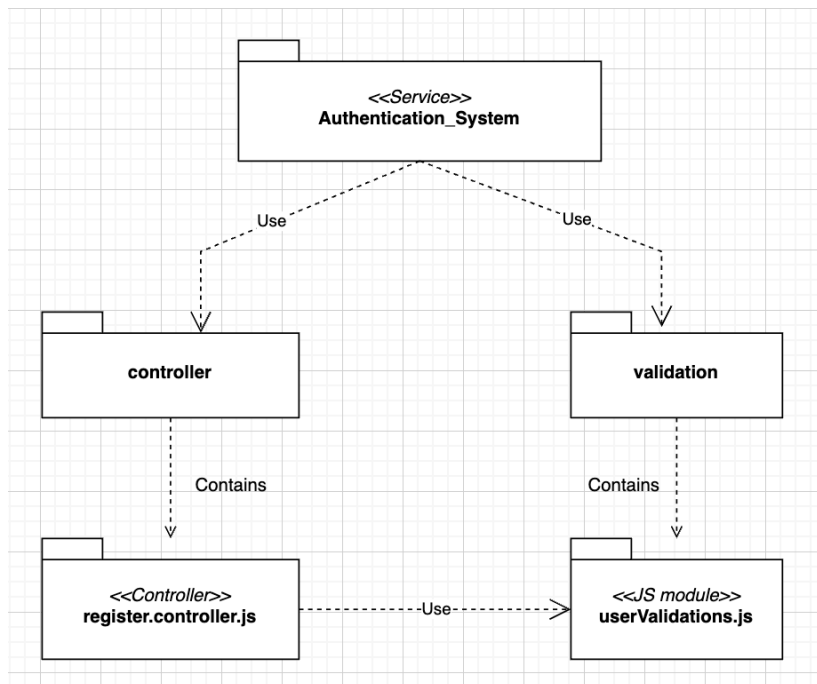 <<Service>>
Authentication_System
Use
Use
controller
validation
Contains
Contains
<<Controller>>
register.controller.js
Use
<<JS module>>
userValidations.js